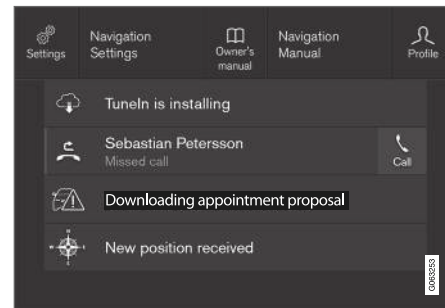 Settings
Navigation
Settings
Owner's
manual
Navigation
Manual
Profile
TuneIn is installing
Sebastian Petersson
Missed call
Call
Downloading appointment proposal
New position received
G063253